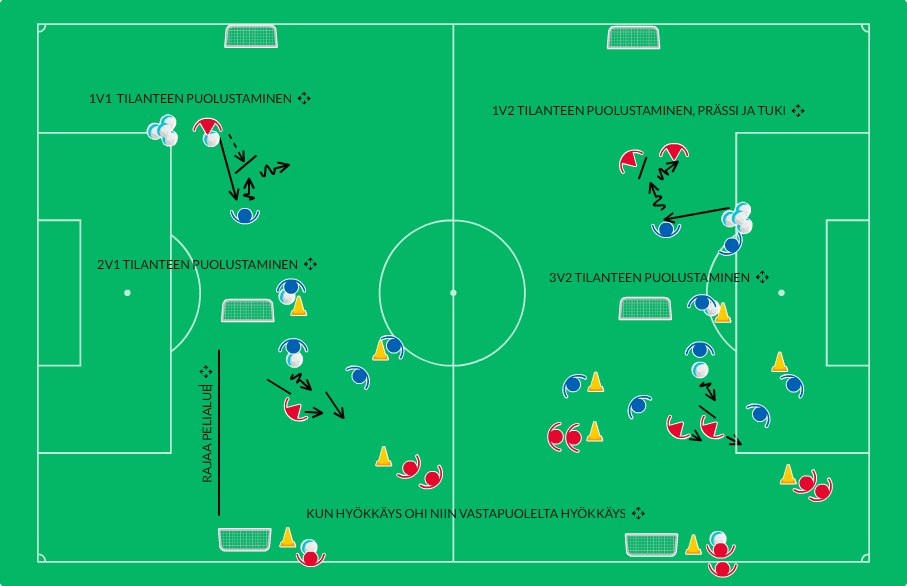 1V1 TILANTEEN PUOLUSTAMINEN
1V2 TILANTEEN PUOLUSTAMINEN, PRÄSSI JA TUKI
2V1 TILANTEEN PUOLUSTAMINEN
3V2 TILANTEEN PUOLUSTAMINEN
RAJAA PELIALUE
KUN HYÖKKÄYS OHI NIIN VASTAPUOLELTA HYÖKKÄYS